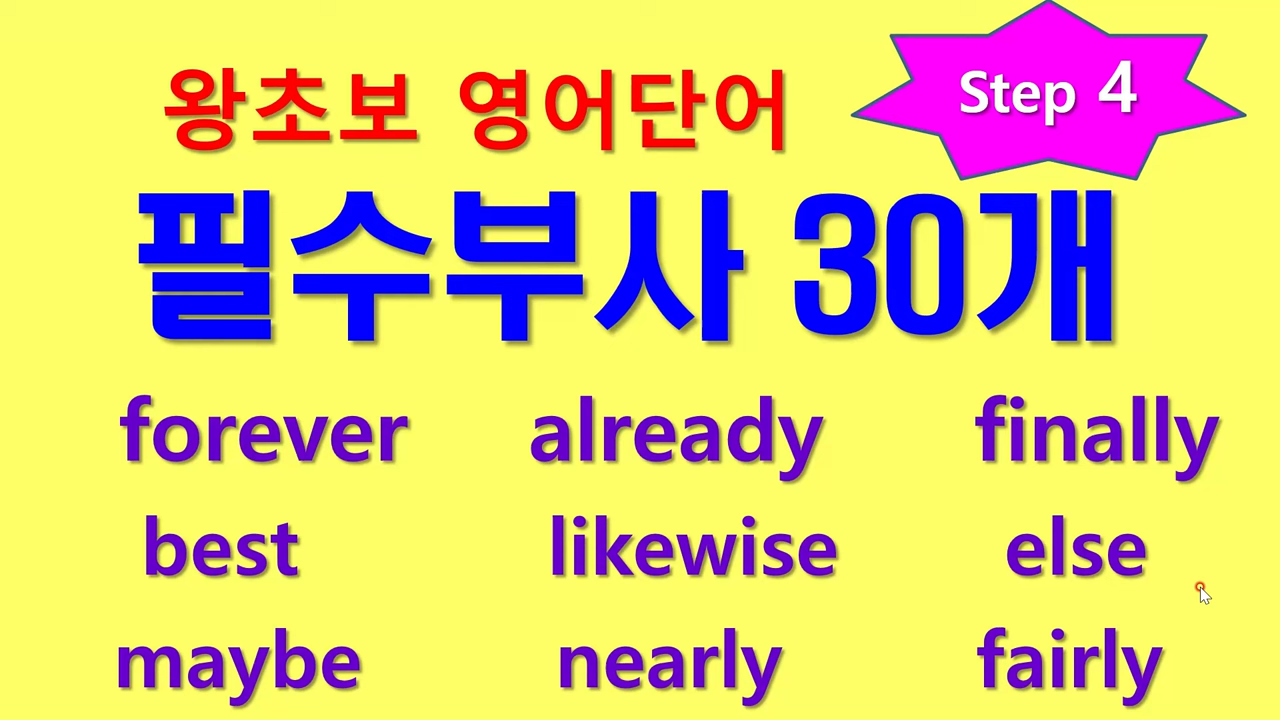 왕초보 영어단어
Step 4
필수부사 30개
forever already finally
best likewise else
maybe nearly fairly